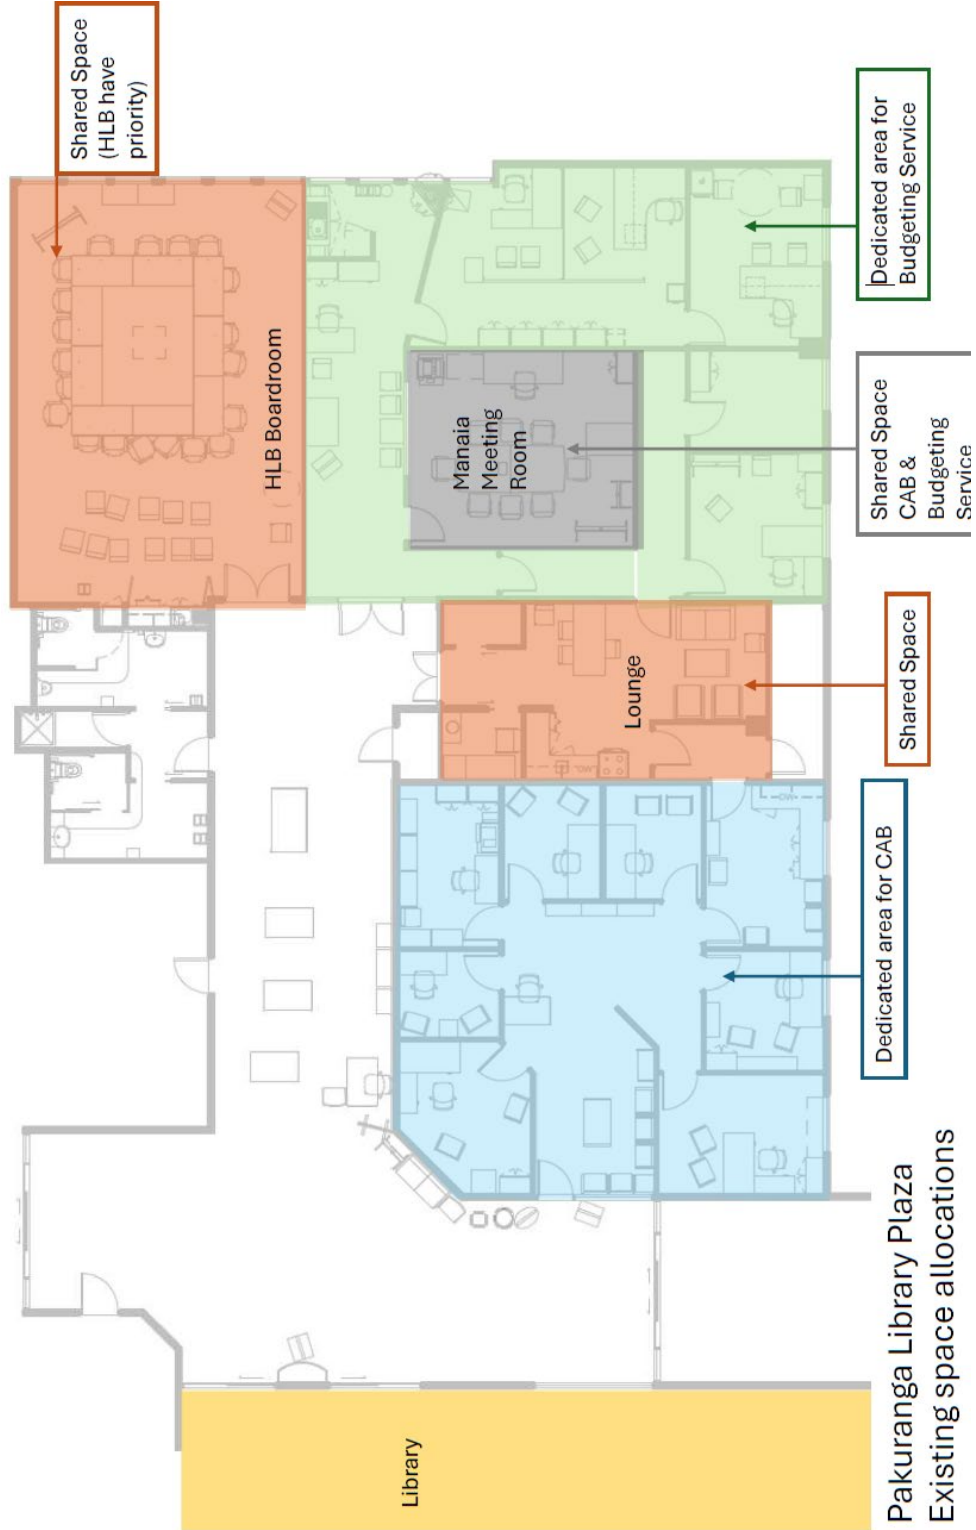 Shared Space
(HLB have
priority)
HLB Boardroom
Manaia
Meeting
Room
Lounge
Library
Dedicated area for
Budgeting Service
Shared Space
CAB &
Budgeting
Service
Shared Space
Dedicated area for CAB
Pakuranga Library Plaza
Existing space allocations